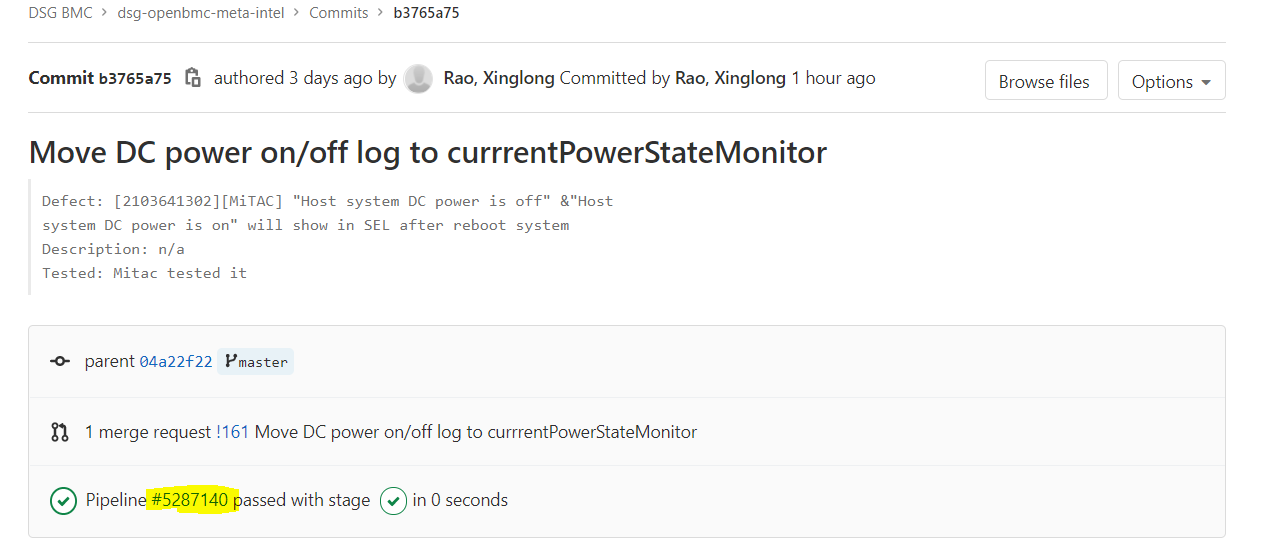 DSG BMC > dsg-openbmc-meta-intel > Commits > b3765a75
Commit b3765a75 authored 3 days ago by Rao, Xinglong Committed by Rao, Xinglong 1 hour ago
Browse files
Options
Move DC power on/off log to currrentPowerStateMonitor
Defect: [2103641302][MiTAC] "Host system DC power is off" &"Host
system DC power is on" will show in SEL after reboot system
Description: n/a
Tested: Mitac tested it
parent 04a22f22 master
1 merge request !161 Move DC power on/off log to currrentPowerStateMonitor
Pipeline #5287140 passed with stage in 0 seconds